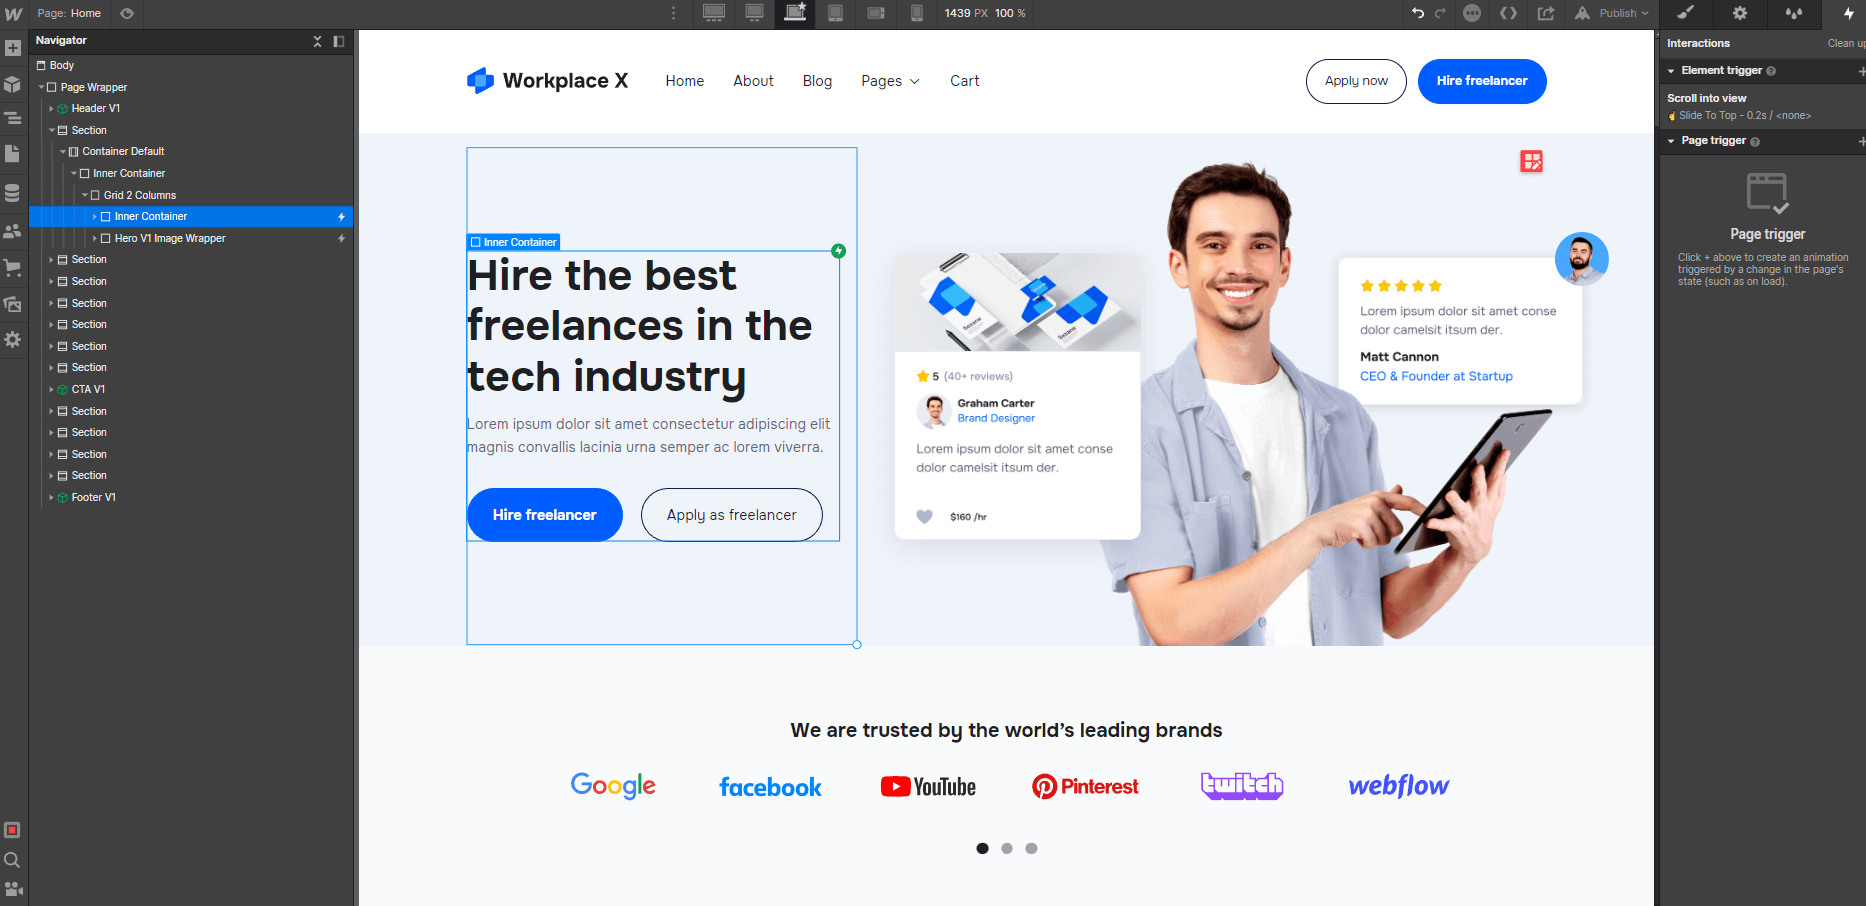 Page: Home
1439 PX 100 %
Publish
Navigator
Body
Page Wrapper
Header V1
Section
Container Default
Inner Container
Grid 2 Columns
Inner Container
Hero V1 Image Wrapper
Section
Section
Section
Section
Section
Section
CTA V1
Section
Section
Section
Section
Footer V1
Workplace X
Home About Blog Pages Cart
Apply now
Hire freelancer
Inner Container
Hire the best
freelances in the
tech industry
Lorem ipsum dolor sit amet consectetur adipiscing elit
magnis convallis lacinia urna semper ac lorem viverra.
Hire freelancer
Apply as freelancer
Sezane
Sezane
5 (40+ reviews)
Graham Carter
Brand Designer
Lorem ipsum dolor sit amet conse
dolor camelsit itsum der.
$160 /hr
Lorem ipsum dolor sit amet conse
dolor camelsit itsum der.
Matt Cannon
CEO & Founder at Startup
We are trusted by the world's leading brands
Google
facebook
YouTube
Pinterest
twitch
webflow
Interactions
Clean up
Element trigger
Scroll into view
Slide To Top - 0.2s / <none>
Page trigger
Page trigger
Click + above to create an animation
triggered by a change in the page's
state (such as on load).